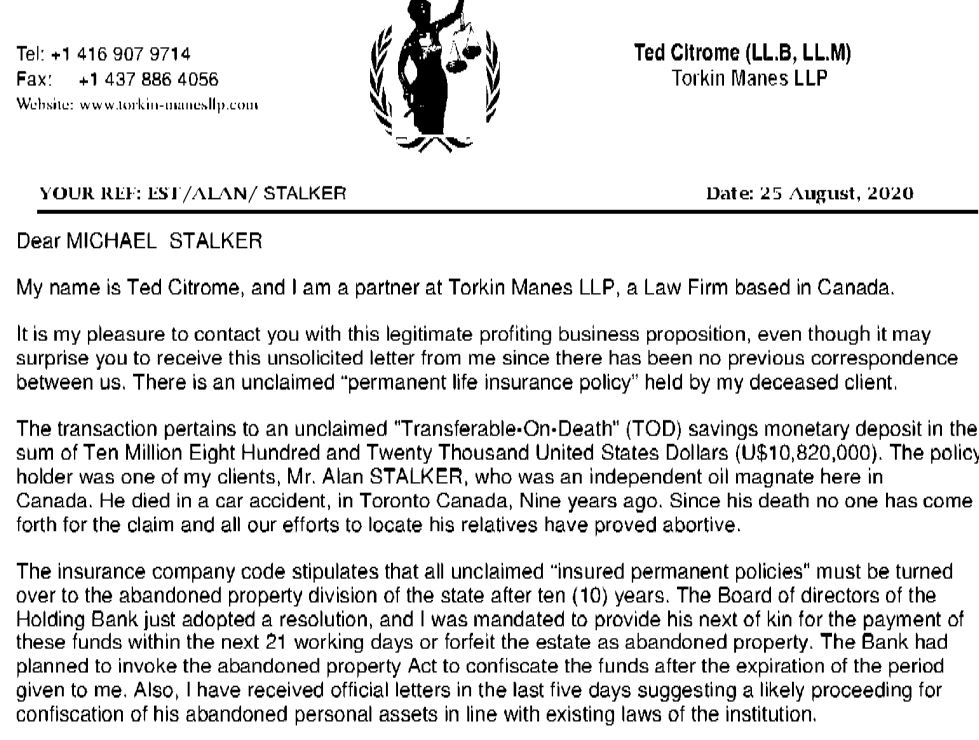 Tel: +1 416 907 9714
Fax: +1 437 886 4056
Website: www.torkin-manesllp.com
Ted Citrome (LL.B, LL.M)
Torkin Manes LLP
YOUR REF: EST/ALAN/ STALKER
Date: 25 August, 2020
Dear MICHAEL STALKER
My name is Ted Citrome, and I am a partner at Torkin Manes LLP, a Law Firm based in Canada.
It is my pleasure to contact you with this legitimate profiting business proposition, even though it may
surprise you to receive this unsolicited letter from me since there has been no previous correspondence
between us. There is an unclaimed “permanent life insurance policy” held by my deceased client.
The transaction pertains to an unclaimed "Transferable-On-Death" (TOD) savings monetary deposit in the
sum of Ten Million Eight Hundred and Twenty Thousand United States Dollars (U$10,820,000). The policy
holder was one of my clients, Mr. Alan STALKER, who was an independent oil magnate here in
Canada. He died in a car accident, in Toronto Canada, Nine years ago. Since his death no one has come
forth for the claim and all our efforts to locate his relatives have proved abortive.
The insurance company code stipulates that all unclaimed “insured permanent policies” must be turned
over to the abandoned property division of the state after ten (10) years. The Board of directors of the
Holding Bank just adopted a resolution, and I was mandated to provide his next of kin for the payment of
these funds within the next 21 working days or forfeit the estate as abandoned property. The Bank had
planned to invoke the abandoned property Act to confiscate the funds after the expiration of the period
given to me. Also, I have received official letters in the last five days suggesting a likely proceeding for
confiscation of his abandoned personal assets in line with existing laws of the institution.